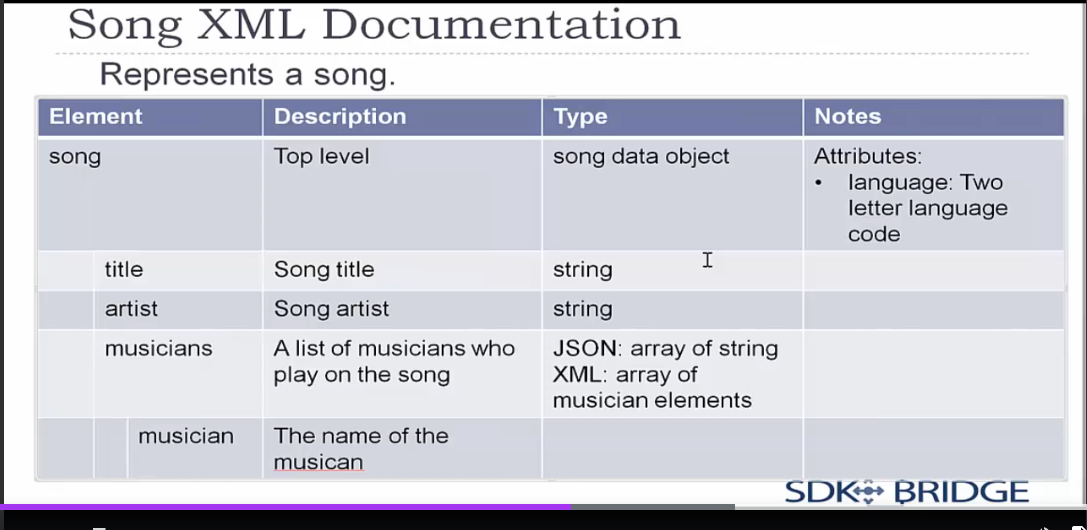 Song XML Documentation
Represents a song.
Element Description Type Notes
song Top level song data object Attributes:
• language: Two
letter language
code
title Song title string
artist Song artist string
musicians A list of musicians who JSON: array of string
play on the song XML: array of
musician elements
musician The name of the
musican
SDK BRIDGE